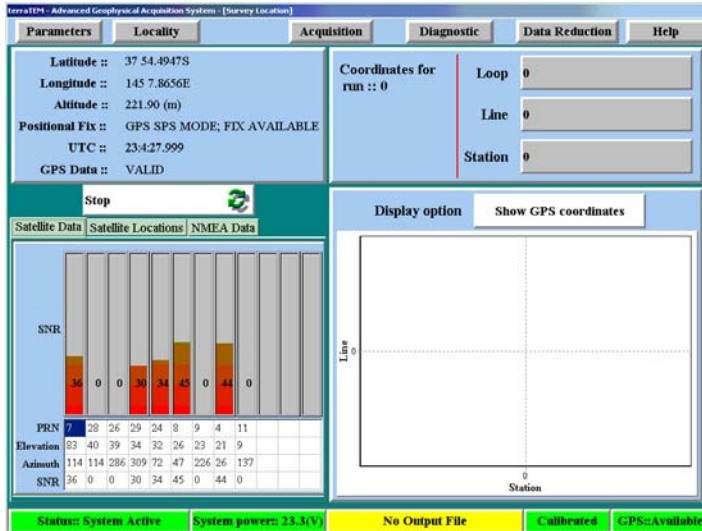 terraTEM - Advanced Geophysical Acquisition System - [Survey Location]
Parameters Locality Acquisition Diagnostic Data Reduction Help
Latitude :: 37 54.4947S
Longitude :: 145 7.8656E
Altitude :: 221.90 (m)
Positional Fix :: GPS SPS MODE; FIX AVAILABLE
UTC :: 23:4:27.999
GPS Data :: VALID
Coordinates for
run :: 0
Loop 0
Line 0
Station 0
Stop
Satellite Data Satellite Locations NMEA Data
SNR
36 0 0 30 34 45 0 44 0
PRN 7 28 26 29 24 8 9 4 11
Elevation 83 40 39 34 32 26 23 21 9
Azimuth 114 114 286 309 72 47 226 26 137
SNR 36 0 0 30 34 45 0 44 0
Display option Show GPS coordinates
Line
0
0
Station
Status:: System Active System power:: 23.3(V) No Output File Calibrated GPS::Available